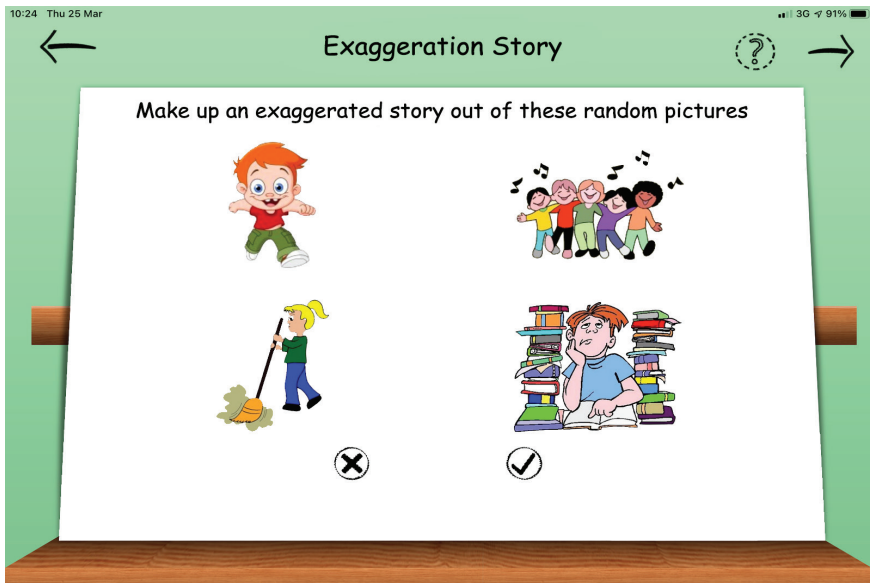 10:24 Thu 25 Mar
3G 91%
Exaggeration Story
?
Make up an exaggerated story out of these random pictures